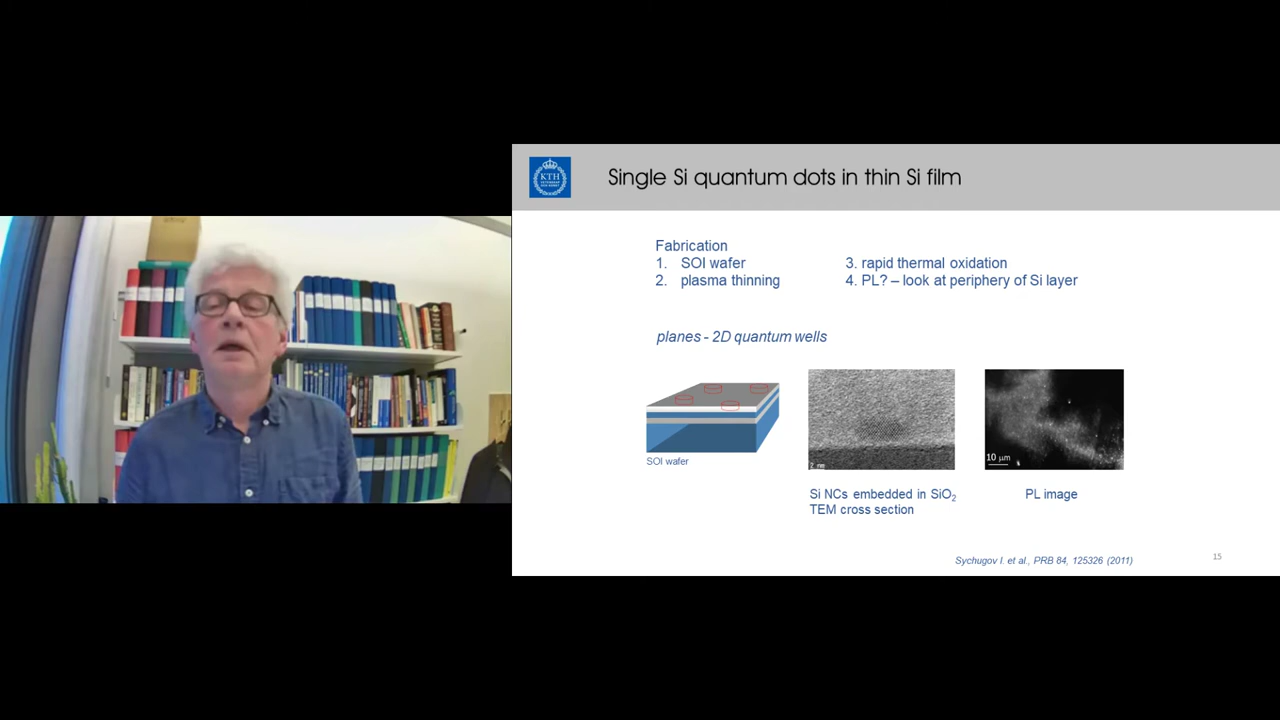 KTH
Single Si quantum dots in thin Si film
Fabrication
1. SOI wafer
2. plasma thinning
3. rapid thermal oxidation
4. PL? – look at periphery of Si layer
planes - 2D quantum wells
SOI wafer
10 µm
Si NCs embedded in SiO₂
TEM cross section
PL image
Sychugov I. et al., PRB 84, 125326 (2011)
15